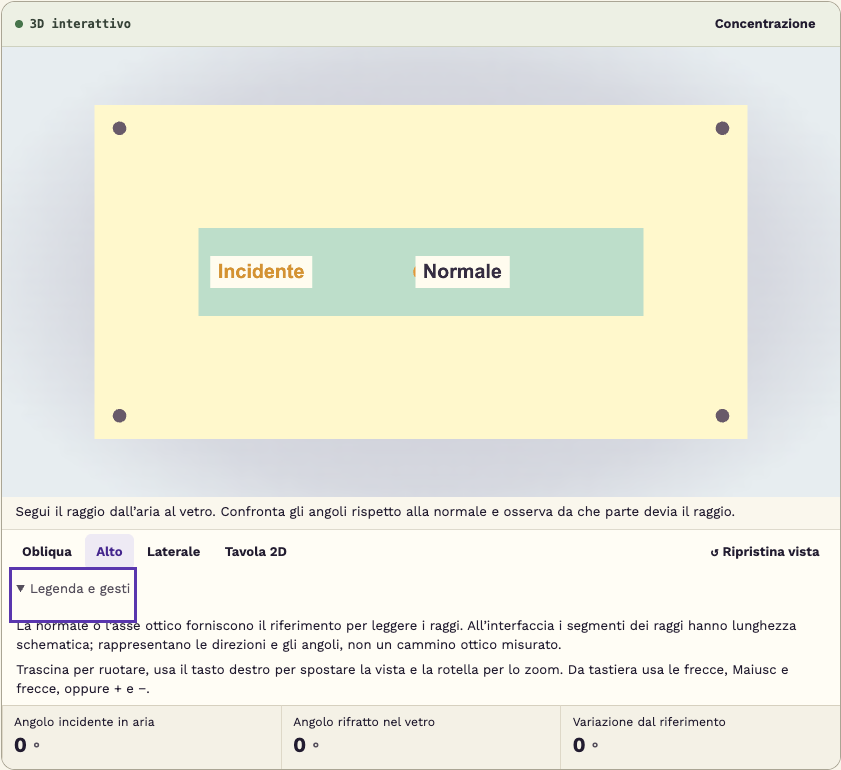 3D interattivo
Concentrazione
Incidente
Normale
Segui il raggio dall’aria al vetro. Confronta gli angoli rispetto alla normale e osserva da che parte devia il raggio.
Obliqua Alto Laterale Tavola 2D ↺ Ripristina vista
▼ Legenda e gesti
La normale o l’asse ottico forniscono il riferimento per leggere i raggi. All’interfaccia i segmenti dei raggi hanno lunghezza
schematica; rappresentano le direzioni e gli angoli, non un cammino ottico misurato.
Trascina per ruotare, usa il tasto destro per spostare la vista e la rotella per lo zoom. Da tastiera usa le frecce, Maiusc e
frecce, oppure + e −.
Angolo incidente in aria
0 °
Angolo rifratto nel vetro
0 °
Variazione dal riferimento
0 °